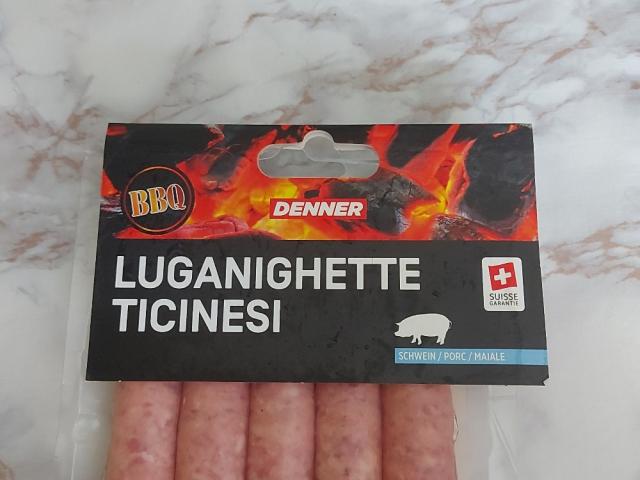 BBQ
DENNER
LUGANIGHETTE
TICINESI
SUISSE
GARANTIE
SCHWEIN / PORC / MAIALE